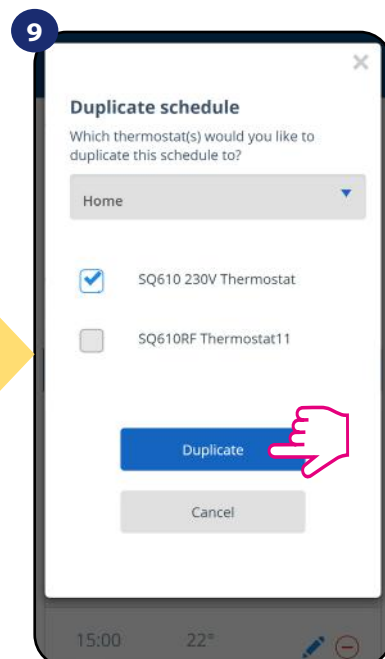 9
Duplicate schedule
Which thermostat(s) would you like to
duplicate this schedule to?
Home
SQ610 230V Thermostat
SQ610RF Thermostat11
Duplicate
Cancel
15:00 22°